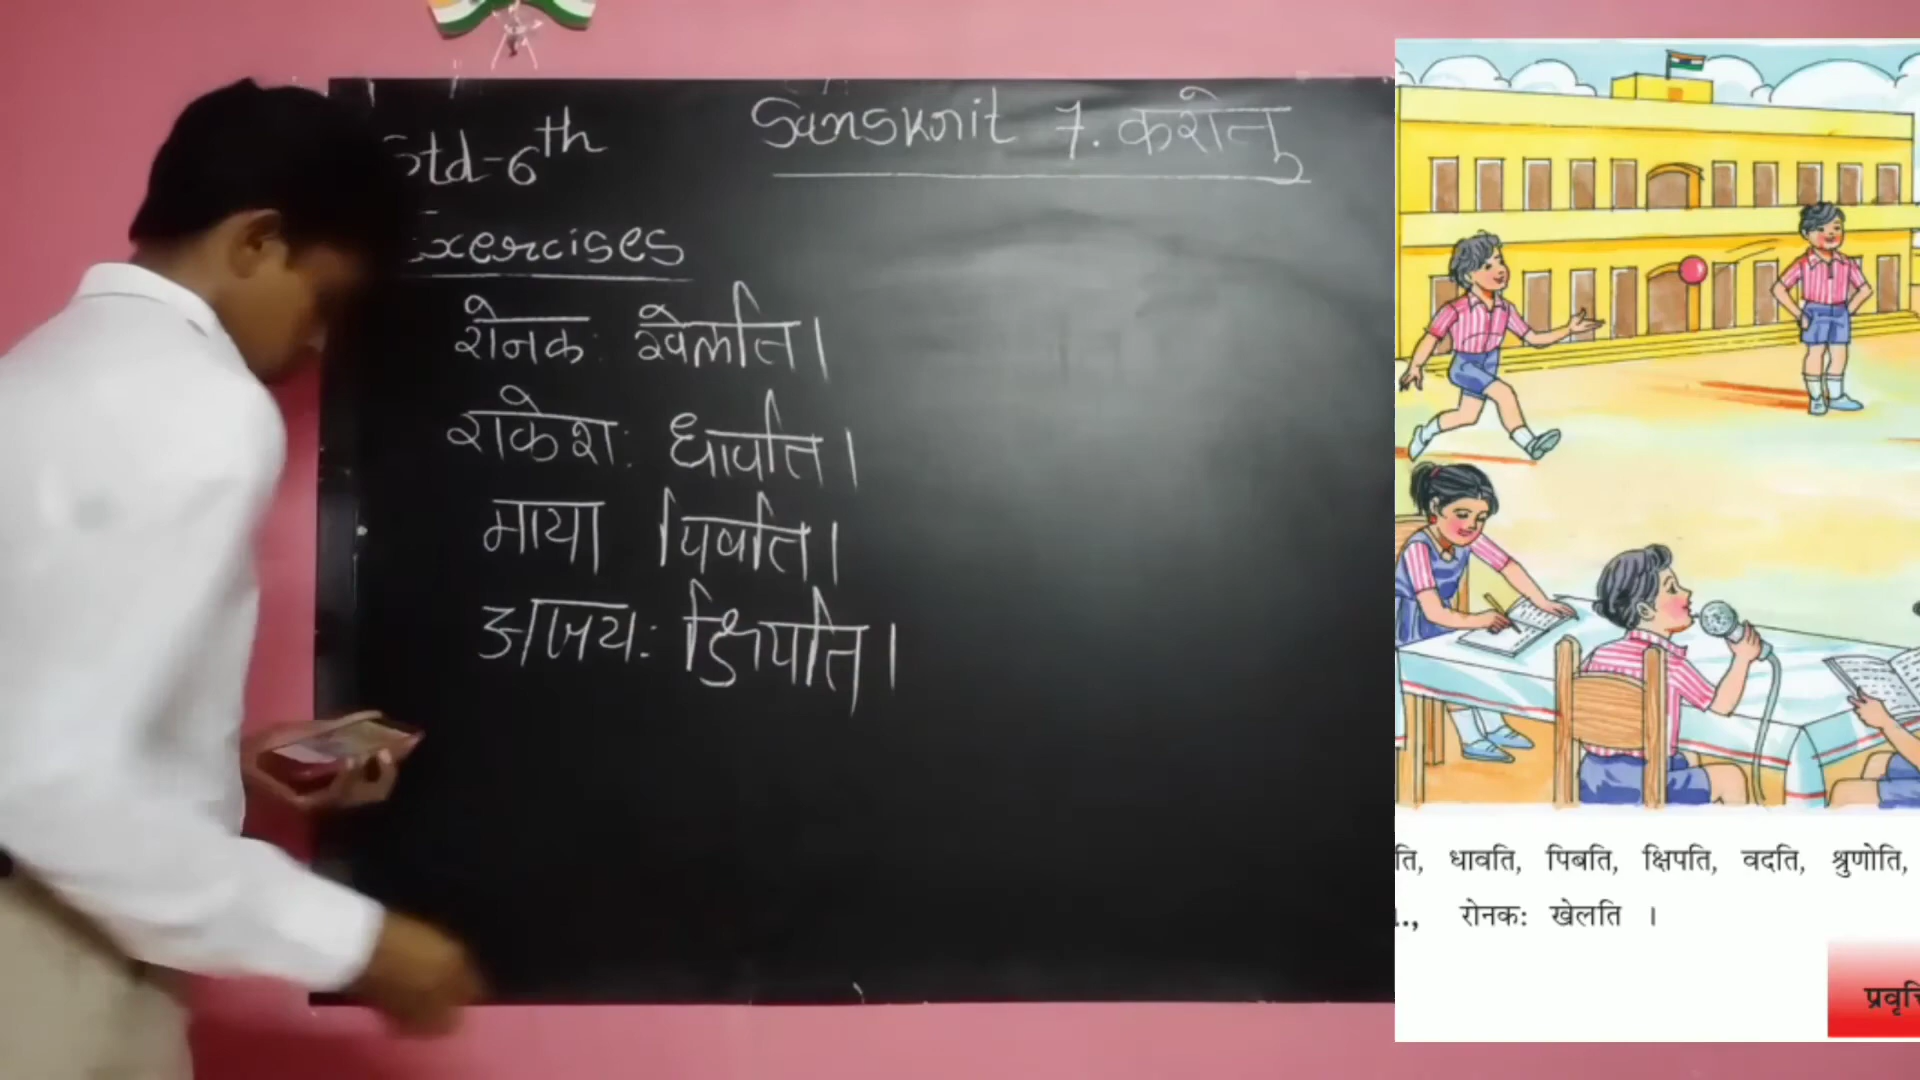 Std-6th
Sanskrit 7. करोतु
Exercises
रोनकः खेलति।
राकेशः धावति।
माया पिबति।
अजयः क्षिपति।
ति, धावति, पिबति, क्षिपति, वदति, श्रुणोति,
.., रोनकः खेलति ।